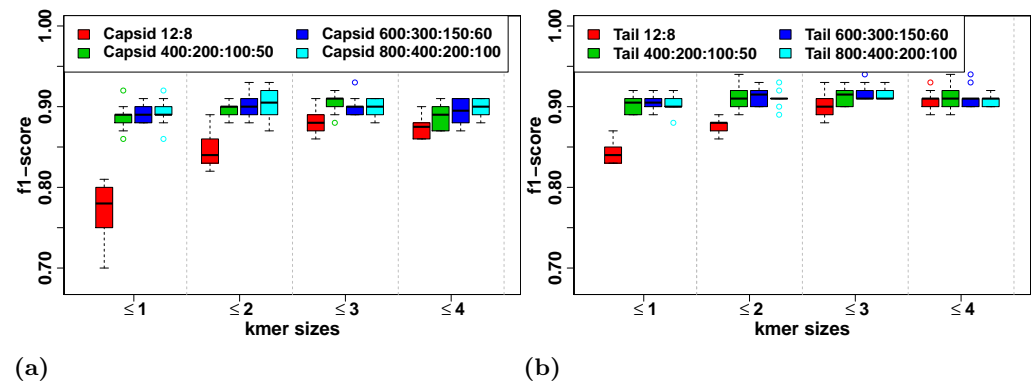 Capsid 12:8
Capsid 400:200:100:50
Capsid 600:300:150:60
Capsid 800:400:200:100
f1−score
1.00
0.90
0.80
0.70
≤ 1
≤ 2
≤ 3
≤ 4
kmer sizes
(a)
Tail 12:8
Tail 400:200:100:50
Tail 600:300:150:60
Tail 800:400:200:100
f1−score
1.00
0.90
0.80
0.70
≤ 1
≤ 2
≤ 3
≤ 4
kmer sizes
(b)